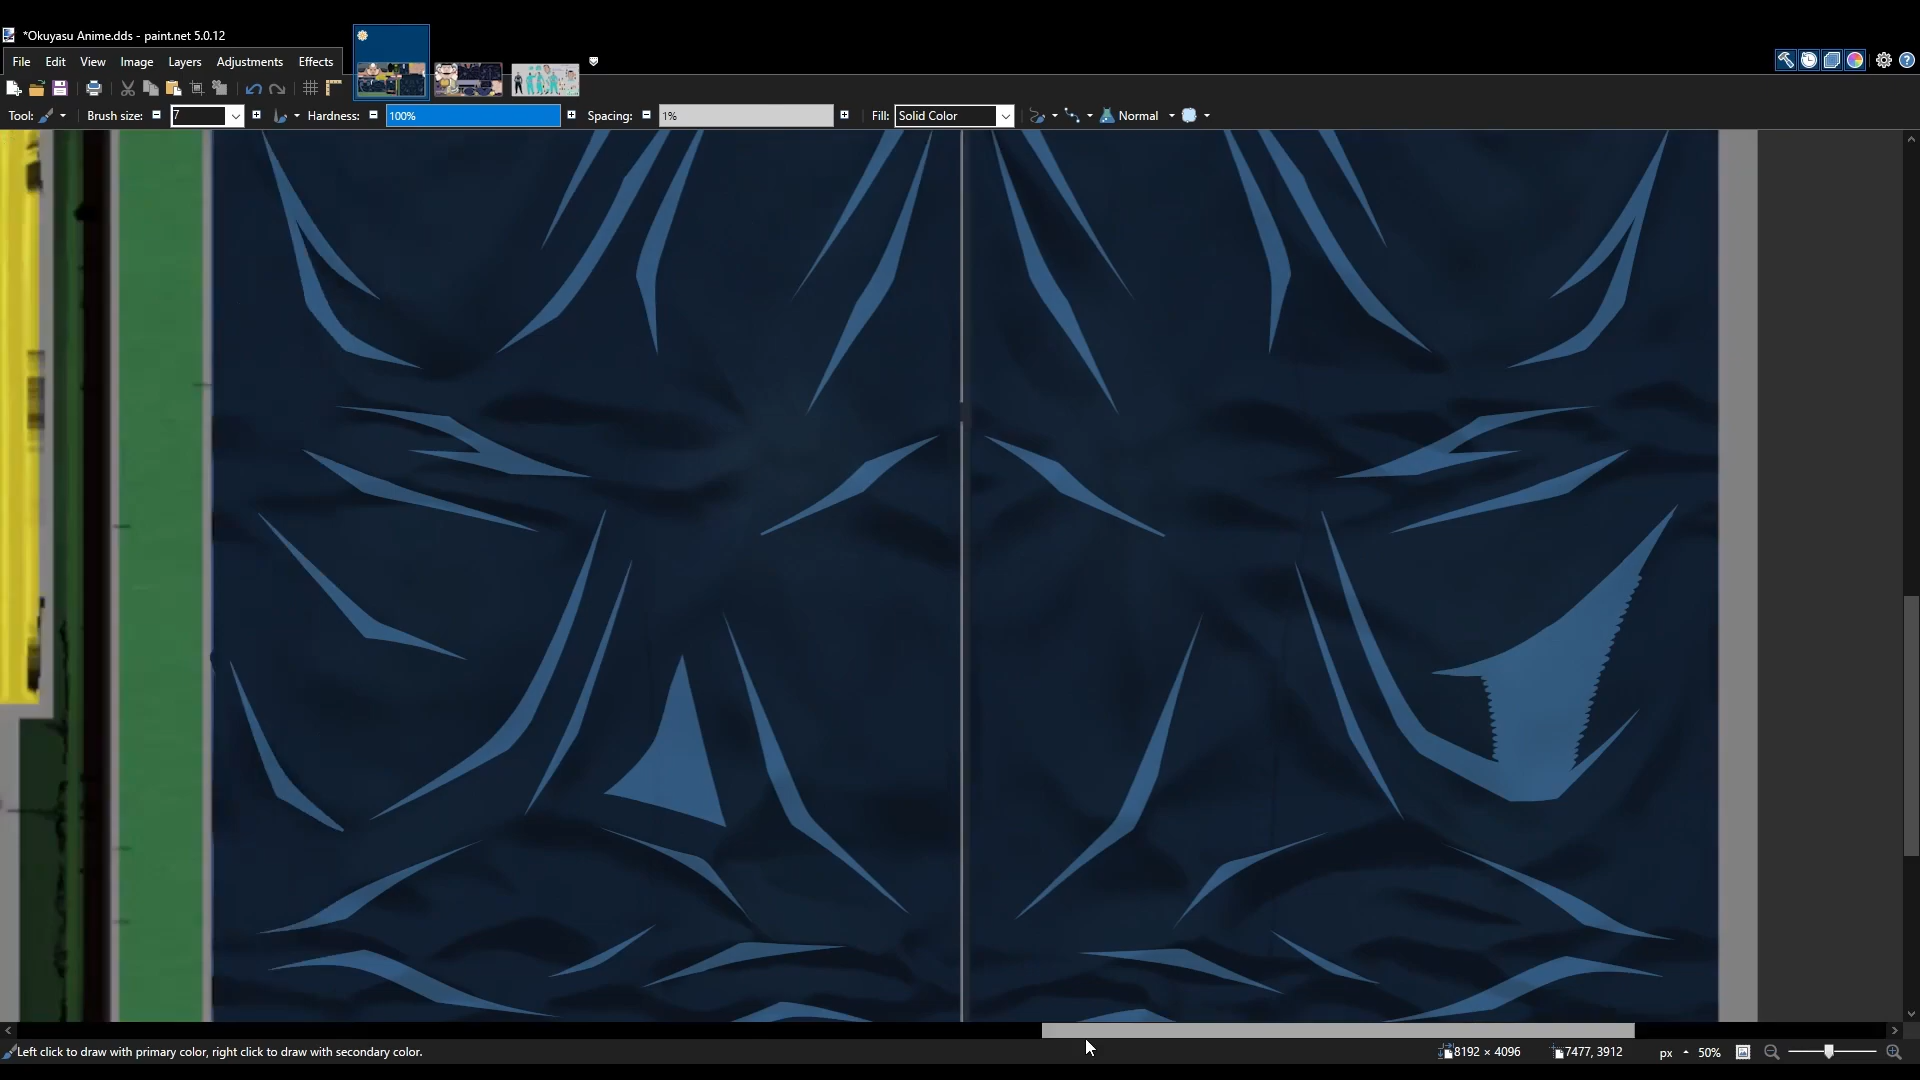 *Okuyasu Anime.dds - paint.net 5.0.12
File Edit View Image Layers Adjustments Effects
Tool: Brush size: 7 Hardness: 100% Spacing: 1% Fill: Solid Color Normal
Left click to draw with primary color, right click to draw with secondary color.
8192 × 4096 7477, 3912 px 50%